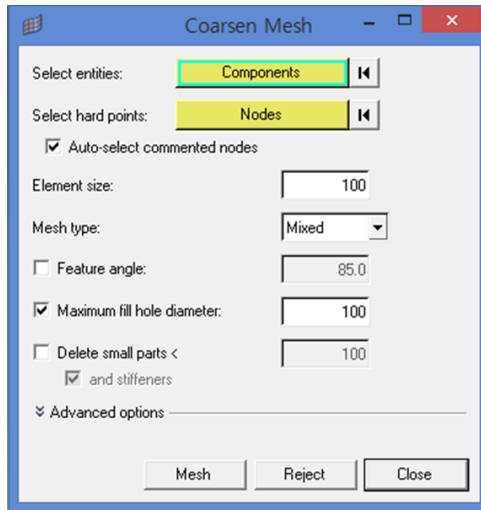 Coarsen Mesh
Select entities: Components
Select hard points: Nodes
Auto-select commented nodes
Element size: 100
Mesh type: Mixed
Feature angle: 85.0
Maximum fill hole diameter: 100
Delete small parts < 100
and stiffeners
Advanced options
Mesh Reject Close